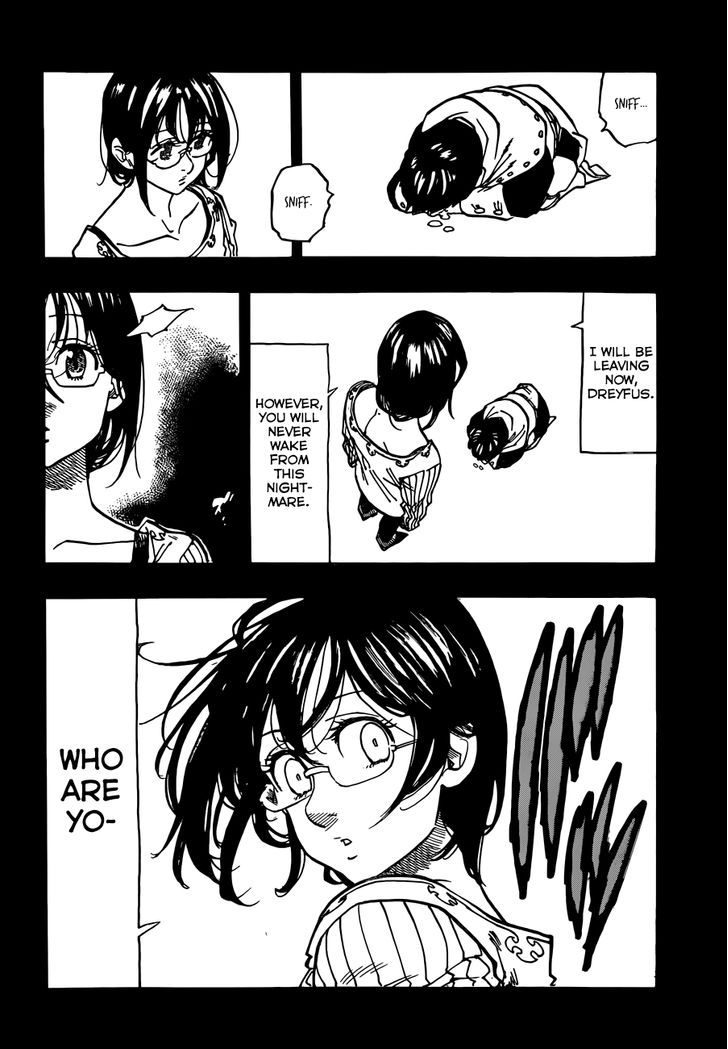 SNIFF...
SNIFF.
I WILL BE
LEAVING
NOW,
DREYFUS.
HOWEVER,
YOU WILL
NEVER
WAKE
FROM
THIS
NIGHT-
MARE.
WHO
ARE
YO-